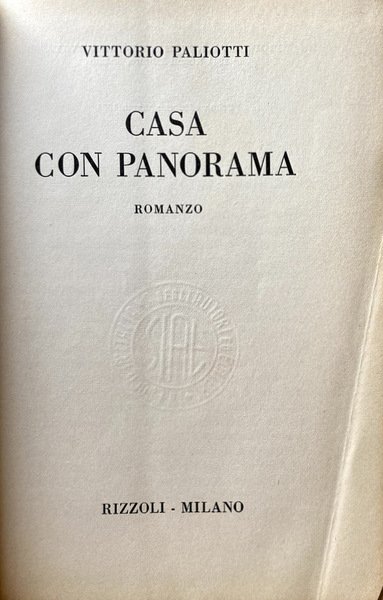 VITTORIO PALIOTTI
CASA
CON PANORAMA
ROMANZO
RIZZOLI - MILANO